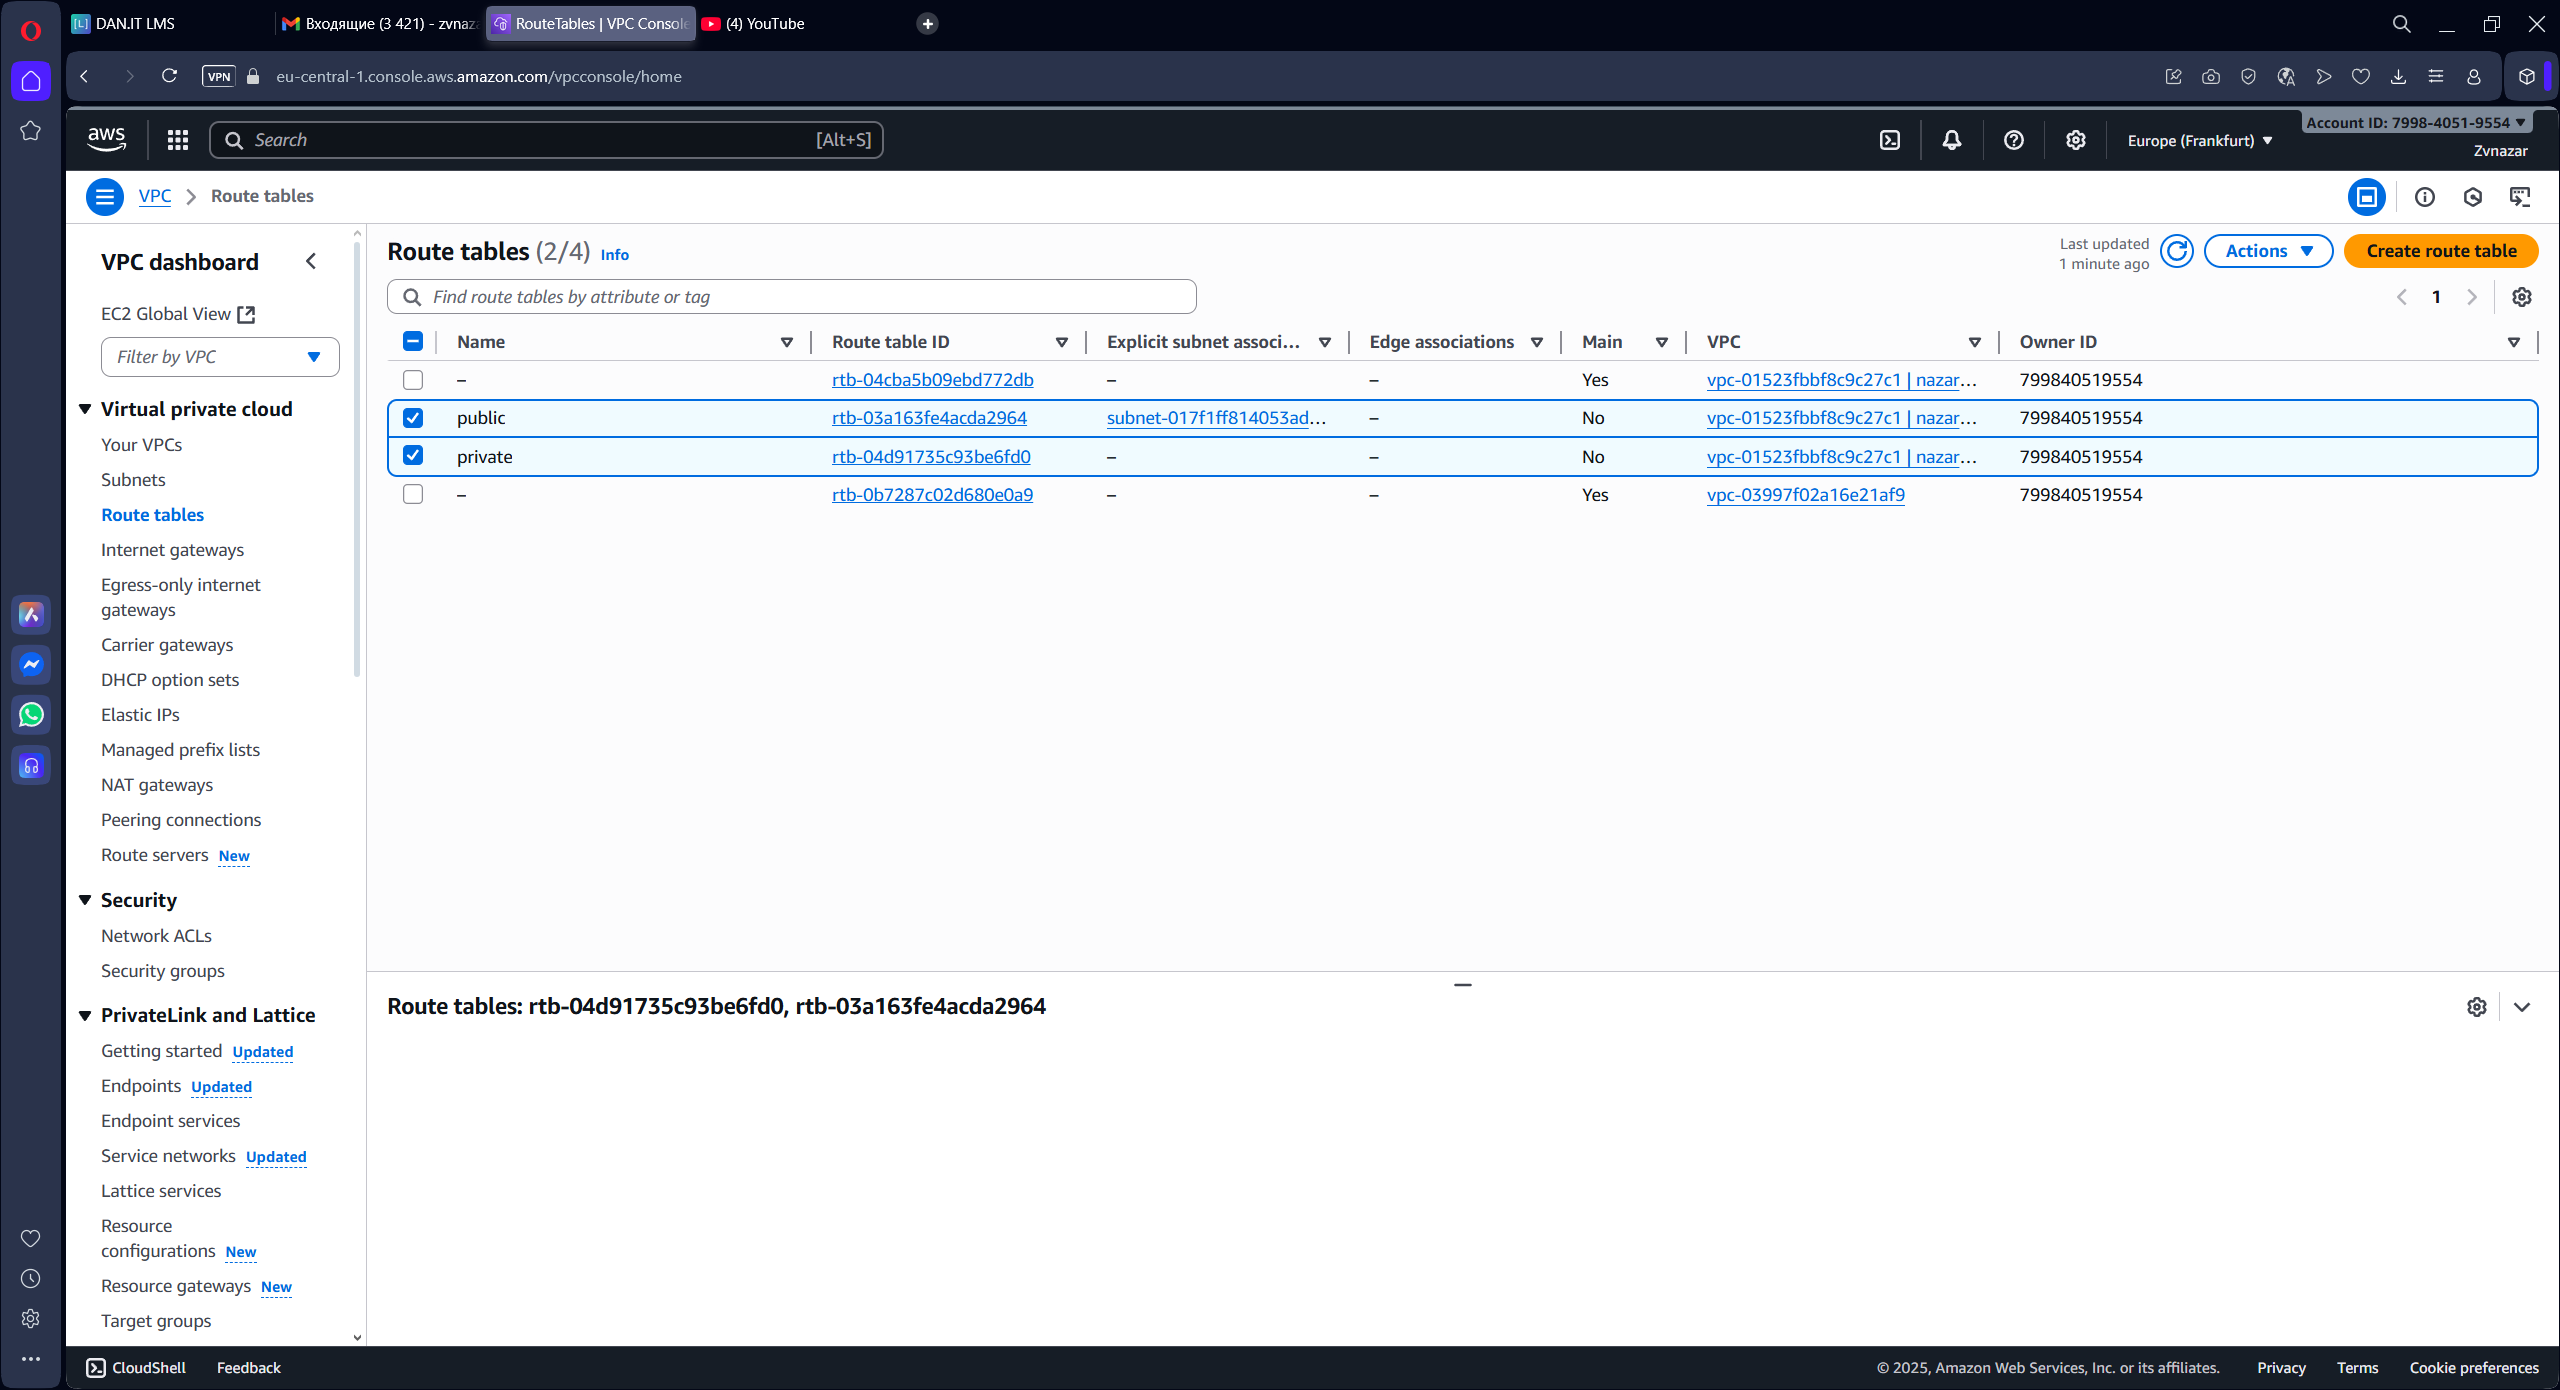 DAN.IT LMS
Входящие (3 421) - zvnaz
RouteTables | VPC Console
(4) YouTube
VPN
eu-central-1.console.aws.amazon.com/vpcconsole/home
aws
Search
[Alt+S]
Europe (Frankfurt)
Account ID: 7998-4051-9554
Zvnazar
VPC
Route tables
VPC dashboard
EC2 Global View
Filter by VPC
Virtual private cloud
Your VPCs
Subnets
Route tables
Internet gateways
Egress-only internet
gateways
Carrier gateways
DHCP option sets
Elastic IPs
Managed prefix lists
NAT gateways
Peering connections
Route servers New
Security
Network ACLs
Security groups
PrivateLink and Lattice
Getting started Updated
Endpoints Updated
Endpoint services
Service networks Updated
Lattice services
Resource
configurations New
Resource gateways New
Target groups
Route tables (2/4) Info
Last updated
1 minute ago
Actions
Create route table
Find route tables by attribute or tag
1
Name Route table ID Explicit subnet associ... Edge associations Main VPC Owner ID
– rtb-04cba5b09ebd772db – – Yes vpc-01523fbbf8c9c27c1 | nazar... 799840519554
public rtb-03a163fe4acda2964 subnet-017f1ff814053ad... – No vpc-01523fbbf8c9c27c1 | nazar... 799840519554
private rtb-04d91735c93be6fd0 – – No vpc-01523fbbf8c9c27c1 | nazar... 799840519554
– rtb-0b7287c02d680e0a9 – – Yes vpc-03997f02a16e21af9 799840519554
Route tables: rtb-04d91735c93be6fd0, rtb-03a163fe4acda2964
CloudShell
Feedback
© 2025, Amazon Web Services, Inc. or its affiliates.
Privacy
Terms
Cookie preferences